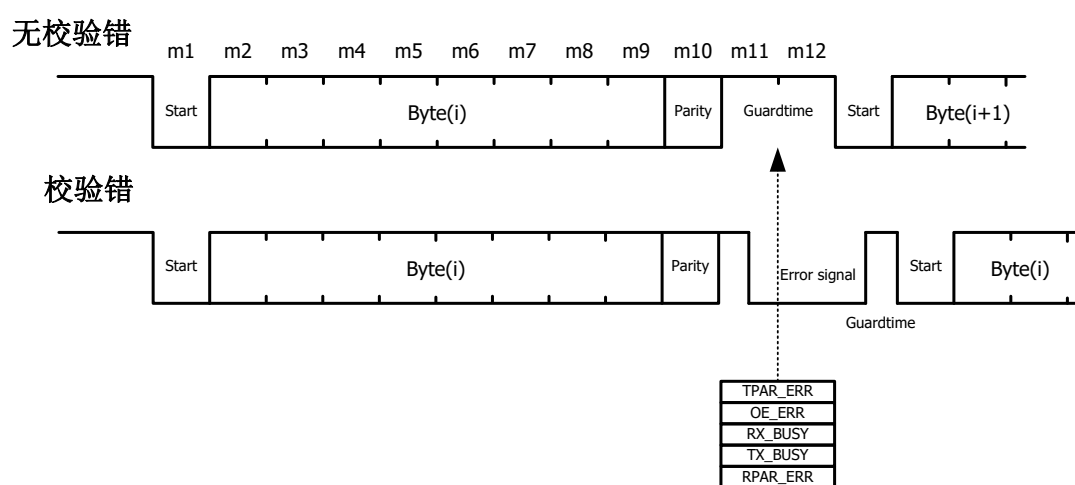 无校验错
m1 m2 m3 m4 m5 m6 m7 m8 m9 m10 m11 m12
Start Byte(i) Parity Guardtime Start Byte(i+1)
校验错
Start Byte(i) Parity Error signal Start Byte(i)
Guardtime
TPAR_ERR
OE_ERR
RX_BUSY
TX_BUSY
RPAR_ERR